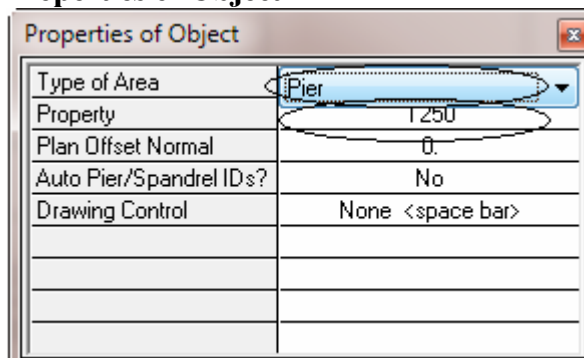 Properties of Object
Type of Area Pier
Property T250
Plan Offset Normal 0.
Auto Pier/Spandrel IDs? No
Drawing Control None <space bar>